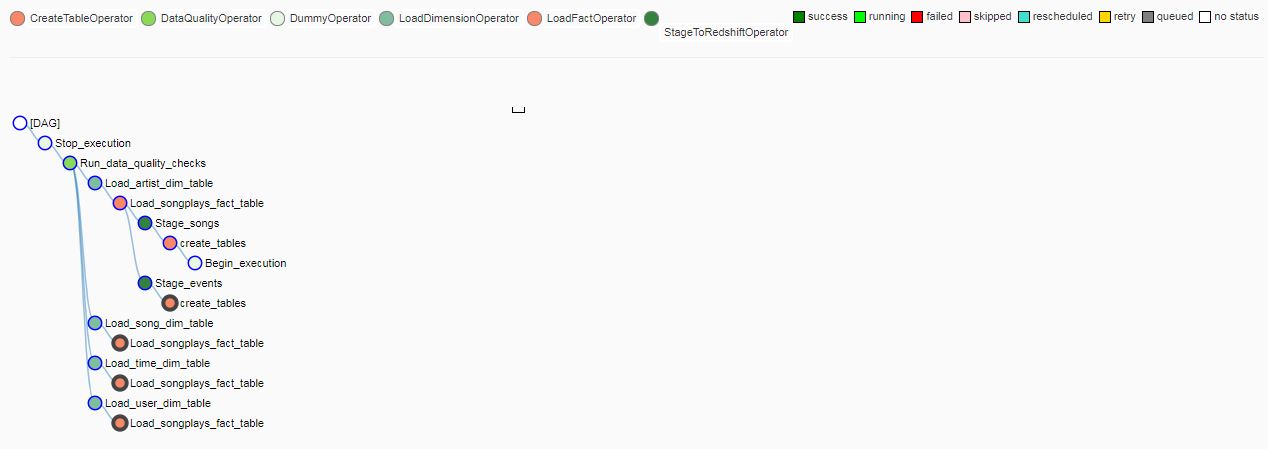 CreateTableOperator DataQualityOperator DummyOperator LoadDimensionOperator LoadFactOperator StageToRedshiftOperator
success running failed skipped rescheduled retry queued no status
[DAG]
Stop_execution
Run_data_quality_checks
Load_artist_dim_table
Load_songplays_fact_table
Stage_songs
create_tables
Begin_execution
Stage_events
create_tables
Load_song_dim_table
Load_songplays_fact_table
Load_time_dim_table
Load_songplays_fact_table
Load_user_dim_table
Load_songplays_fact_table